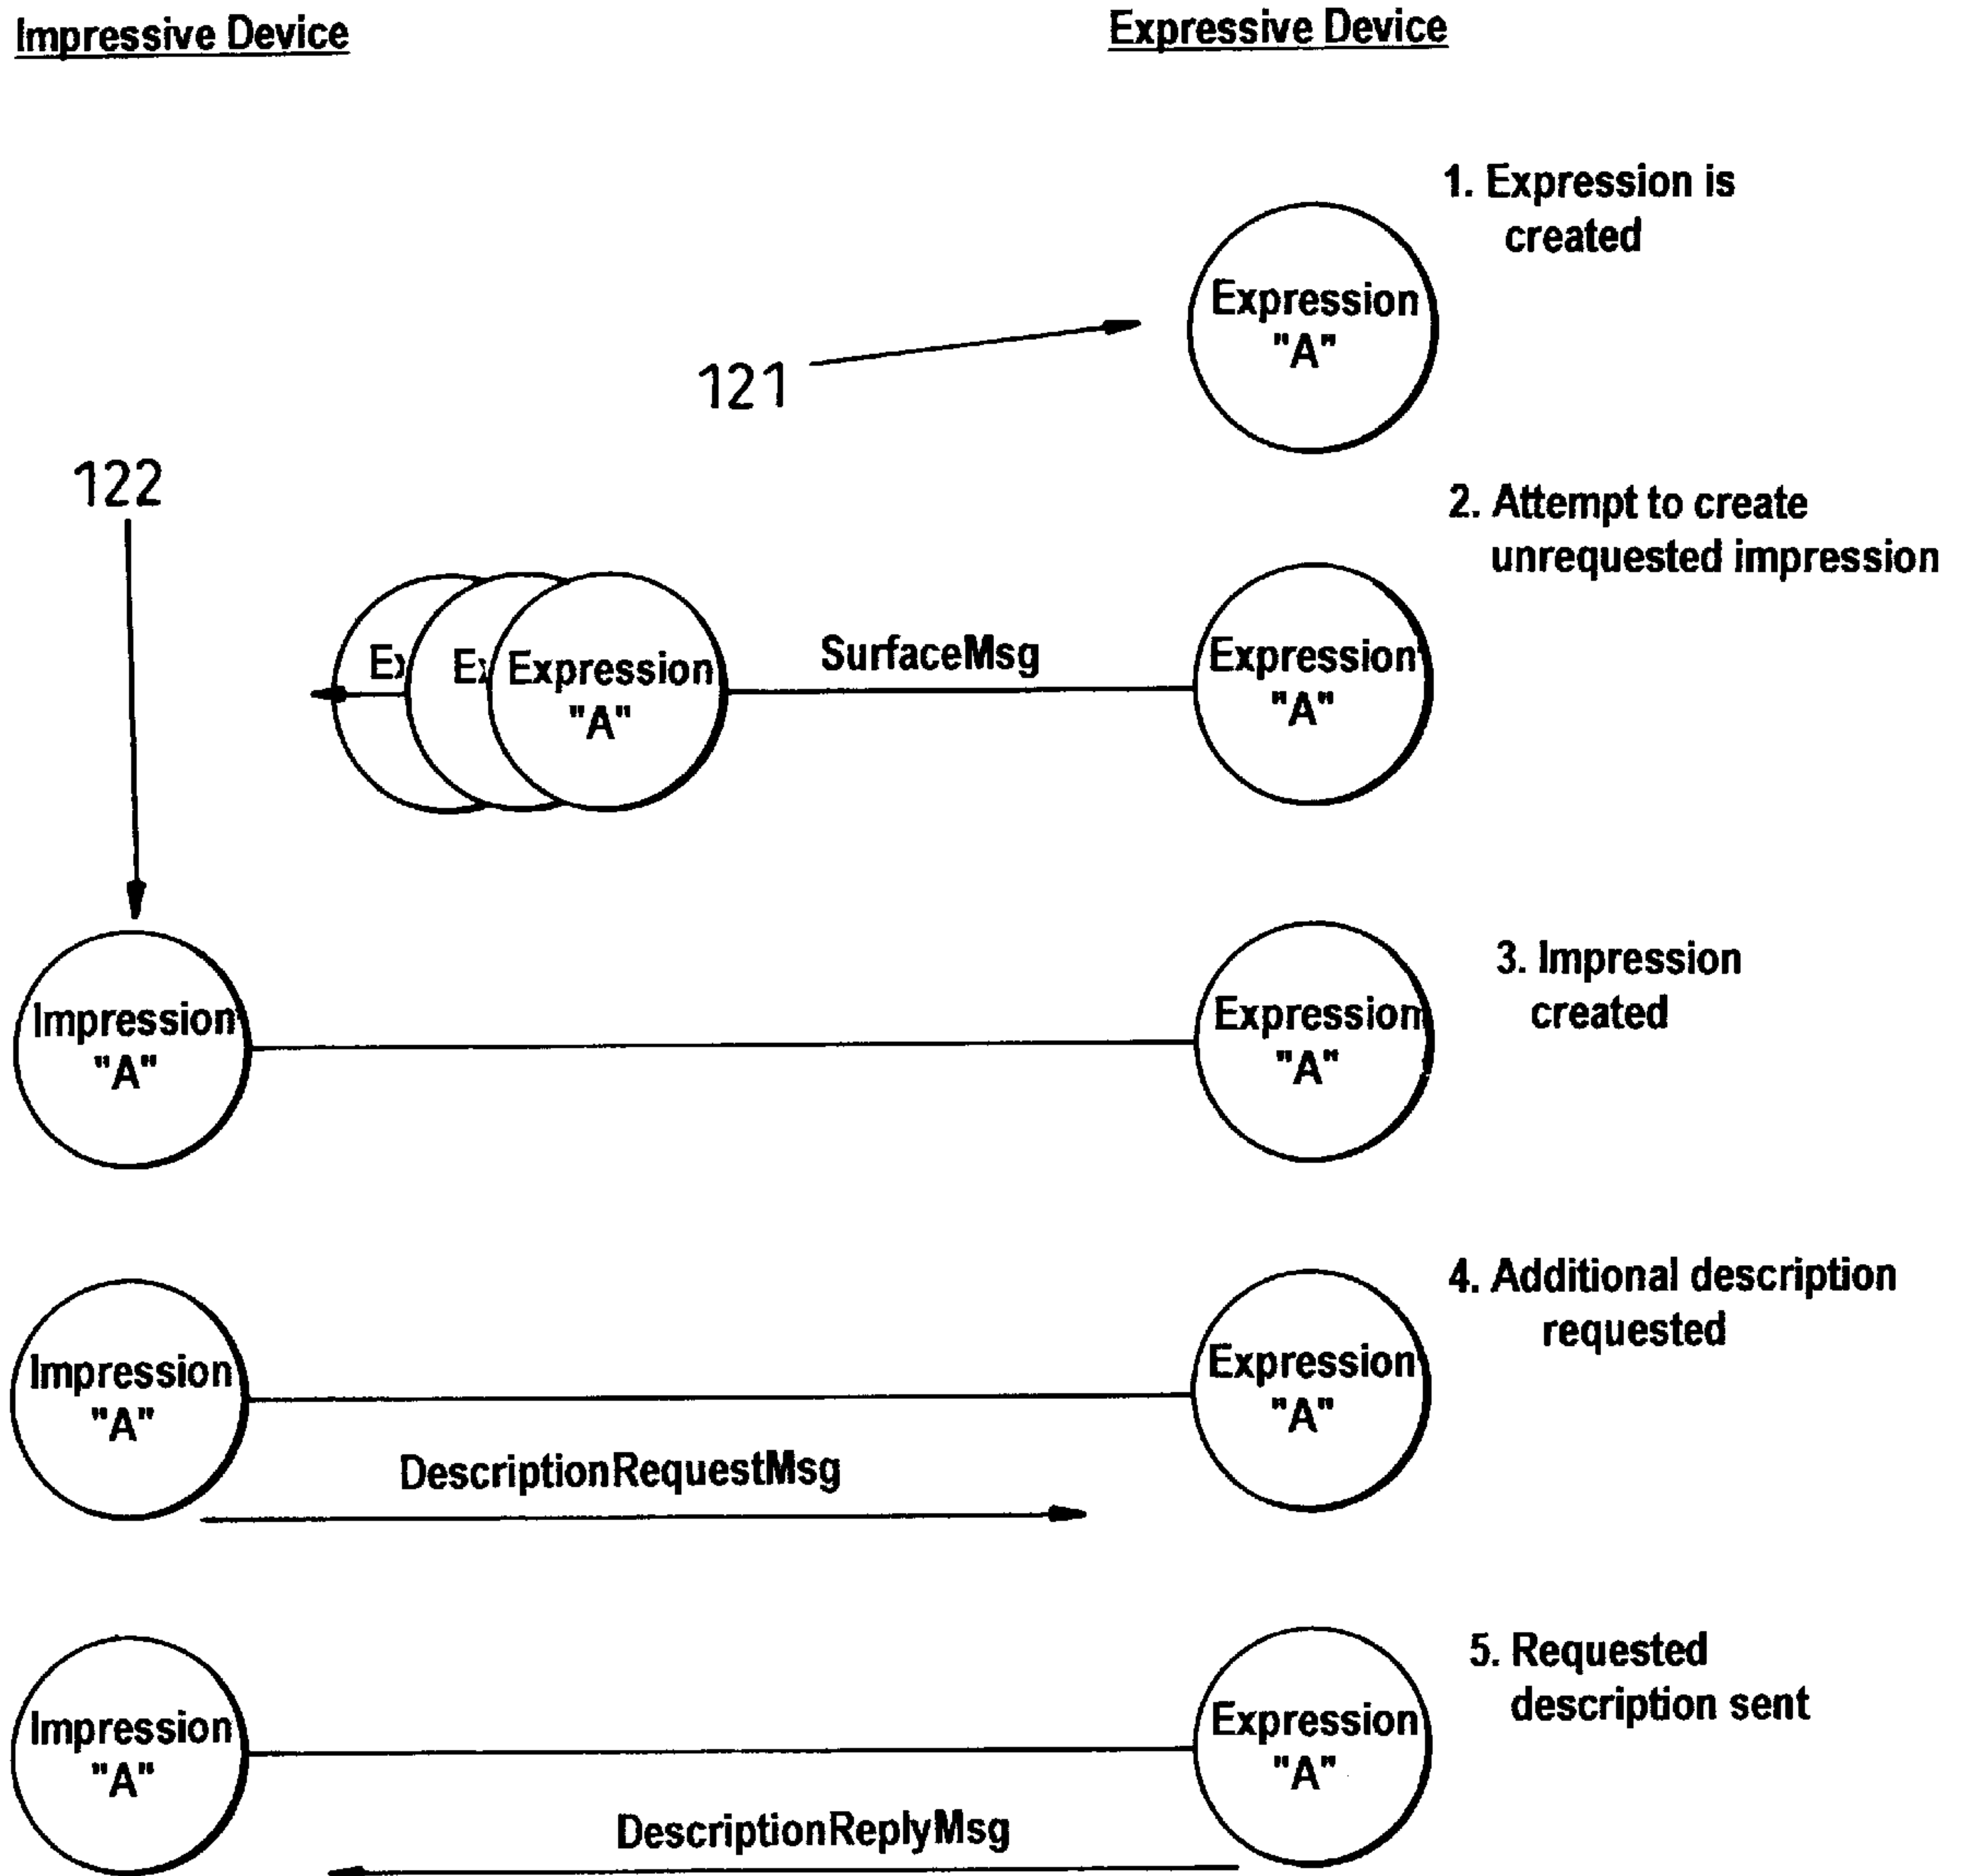 Impressive Device
Expressive Device
1. Expression is
created
Expression
"A"
121
122
2. Attempt to create
unrequested impression
Ex
Ex
Expression
"A"
SurfaceMsg
Expression
"A"
3. Impression
created
Impression
"A"
Expression
"A"
4. Additional description
requested
Impression
"A"
Expression
"A"
DescriptionRequestMsg
5. Requested
description sent
Impression
"A"
Expression
"A"
DescriptionReplyMsg